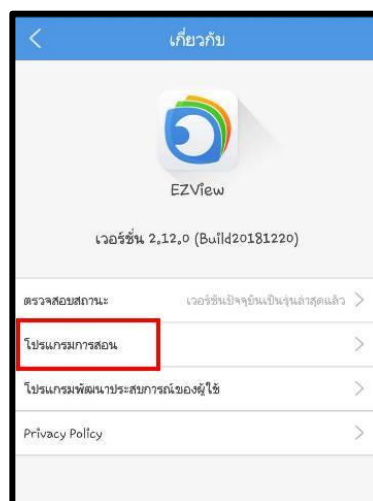 เกี่ยวกับ
EZView
เวอร์ชั่น 2.12.0 (Build20181220)
ตรวจสอบสถานะ เวอร์ชันปัจจุบันเป็นรุ่นล่าสุดแล้ว
โปรแกรมการสอน
โปรแกรมพัฒนาประสบการณ์ของผู้ใช้
Privacy Policy